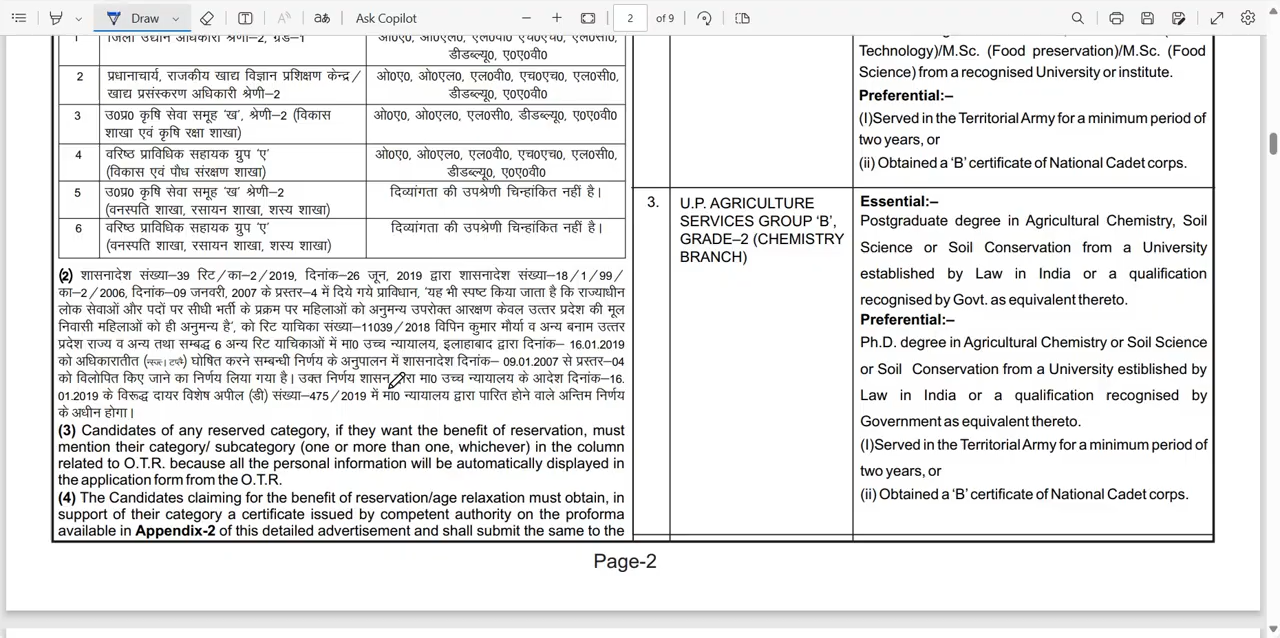 Draw
aあ
Ask Copilot
2 of 9
1 जिला उद्यान अधिकारी श्रेणी–2, ग्रेड–1 ओ0ए0, ओ0एल0, एल0वी0 एच0एच0, एल0सी0,
डीडब्ल्यू0, ए0ए0वी0
2 प्रधानाचार्य, राजकीय खाद्य विज्ञान प्रशिक्षण केन्द्र/ ओ0ए0, ओ0एल0, एल0वी0, एच0एच0, एल0सी0,
खाद्य प्रसंस्करण अधिकारी श्रेणी–2 डीडब्ल्यू0, ए0ए0वी0
3 उ0प्र0 कृषि सेवा समूह 'ख', श्रेणी–2 (विकास ओ0ए0, ओ0एल0, एल0सी0, डीडब्ल्यू0, ए0ए0वी0
शाखा एवं कृषि रक्षा शाखा)
4 वरिष्ठ प्राविधिक सहायक ग्रुप 'ए' ओ0ए0, ओ0एल0, एल0वी0, एच0एच0, एल0सी0,
(विकास एवं पौध संरक्षण शाखा) डीडब्ल्यू0, ए0ए0वी0
5 उ0प्र0 कृषि सेवा समूह 'ख' श्रेणी–2 दिव्यांगता की उपश्रेणी चिन्हांकित नहीं है।
(वनस्पति शाखा, रसायन शाखा, शस्य शाखा)
6 वरिष्ठ प्राविधिक सहायक ग्रुप 'ए' दिव्यांगता की उपश्रेणी चिन्हांकित नहीं है।
(वनस्पति शाखा, रसायन शाखा, शस्य शाखा)
(2) शासनादेश संख्या–39 रिट/का–2/2019, दिनांक–26 जून, 2019 द्वारा शासनादेश संख्या–18/1/99/
का–2/2006, दिनांक–09 जनवरी, 2007 के प्रस्तर–4 में दिये गये प्राविधान, 'यह भी स्पष्ट किया जाता है कि राज्याधीन
लोक सेवाओं और पदों पर सीधी भर्ती के प्रक्रम पर महिलाओं को अनुमन्य उपरोक्त आरक्षण केवल उत्तर प्रदेश की मूल
निवासी महिलाओं को ही अनुमन्य है', को रिट याचिका संख्या–11039/2018 विपिन कुमार मौर्या व अन्य बनाम उत्तर
प्रदेश राज्य व अन्य तथा सम्बद्ध 6 अन्य रिट याचिकाओं में मा0 उच्च न्यायालय, इलाहाबाद द्वारा दिनांक– 16.01.2019
को अधिकारातीत घोषित करने सम्बन्धी निर्णय के अनुपालन में शासनादेश दिनांक– 09.01.2007 से प्रस्तर–04
को विलोपित किए जाने का निर्णय लिया गया है। उक्त निर्णय शासन मा0 उच्च न्यायालय के आदेश दिनांक–16.
01.2019 के विरूद्ध दायर विशेष अपील (डी) संख्या–475/2019 में मा0 न्यायालय द्वारा पारित होने वाले अन्तिम निर्णय
के अधीन होगा।
(3) Candidates of any reserved category, if they want the benefit of reservation, must
mention their category/ subcategory (one or more than one, whichever) in the column
related to O.T.R. because all the personal information will be automatically displayed in
the application form from the O.T.R.
(4) The Candidates claiming for the benefit of reservation/age relaxation must obtain, in
support of their category a certificate issued by competent authority on the proforma
available in Appendix-2 of this detailed advertisement and shall submit the same to the
Technology)/M.Sc. (Food preservation)/M.Sc. (Food
Science) from a recognised University or institute.
Preferential:–
(I)Served in the Territorial Army for a minimum period of
two years, or
(ii) Obtained a 'B' certificate of National Cadet corps.
3.
U.P. AGRICULTURE
SERVICES GROUP 'B',
GRADE–2 (CHEMISTRY
BRANCH)
Essential:–
Postgraduate degree in Agricultural Chemistry, Soil
Science or Soil Conservation from a University
established by Law in India or a qualification
recognised by Govt. as equivalent thereto.
Preferential:–
Ph.D. degree in Agricultural Chemistry or Soil Science
or Soil Conservation from a University estiblished by
Law in India or a qualification recognised by
Government as equivalent thereto.
(I)Served in the Territorial Army for a minimum period of
two years, or
(ii) Obtained a 'B' certificate of National Cadet corps.
Page-2